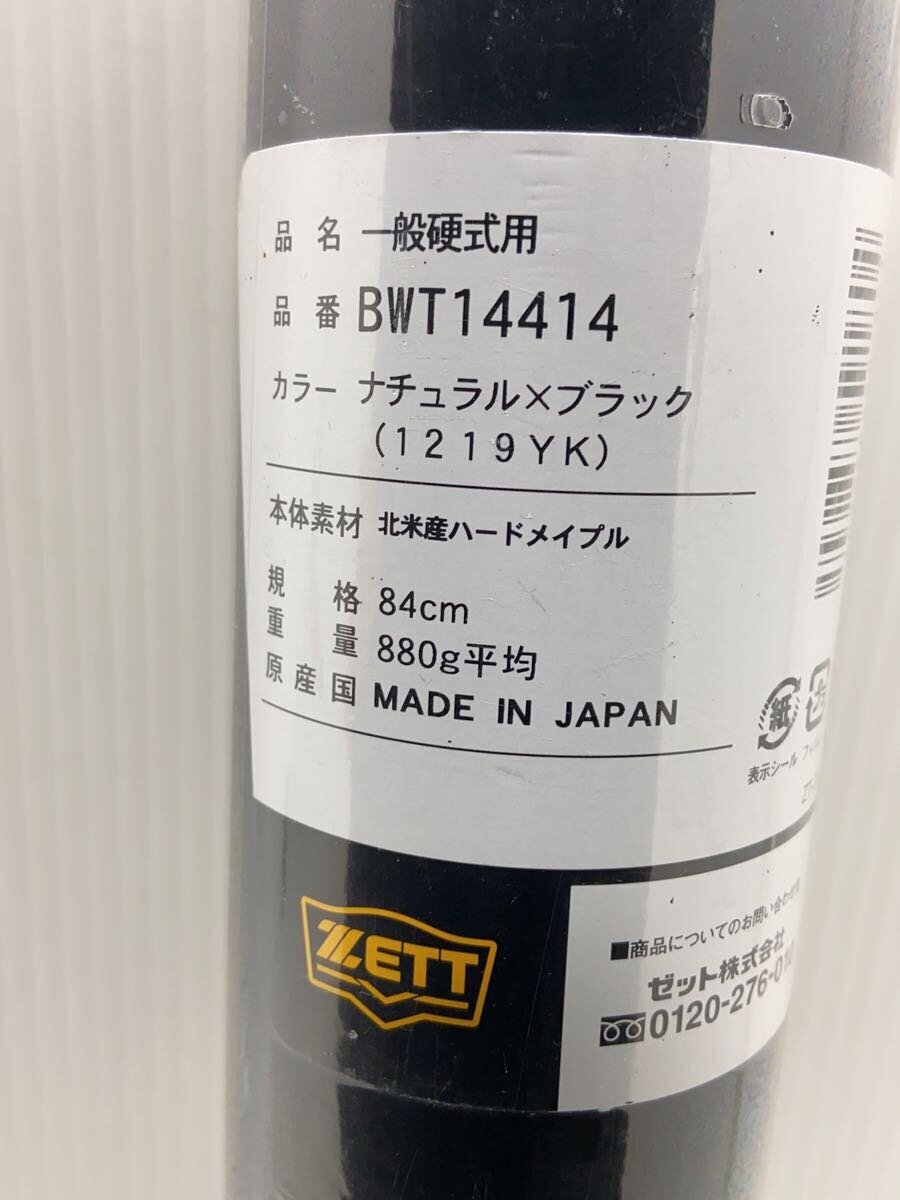 品名 一般硬式用
品番 BWT14414
カラー ナチュラル×ブラック
(1219YK)
本体素材 北米産ハードメイプル
規格 84cm
重量 880g平均
原産国 MADE IN JAPAN
紙
プラ
表示シール
ZETT
■商品についてのお問い合わせ
ゼット株式会社
0120-276-010